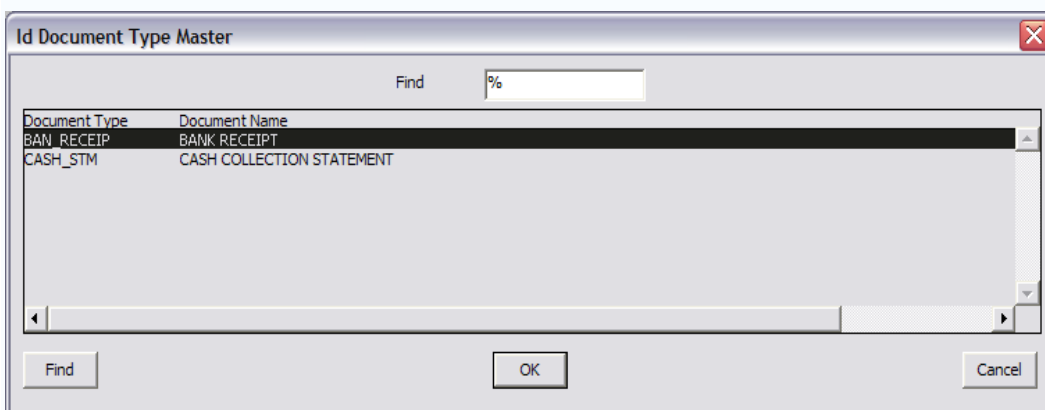 Id Document Type Master
Find %
Document Type Document Name
BAN_RECEIP BANK RECEIPT
CASH_STM CASH COLLECTION STATEMENT
Find OK Cancel